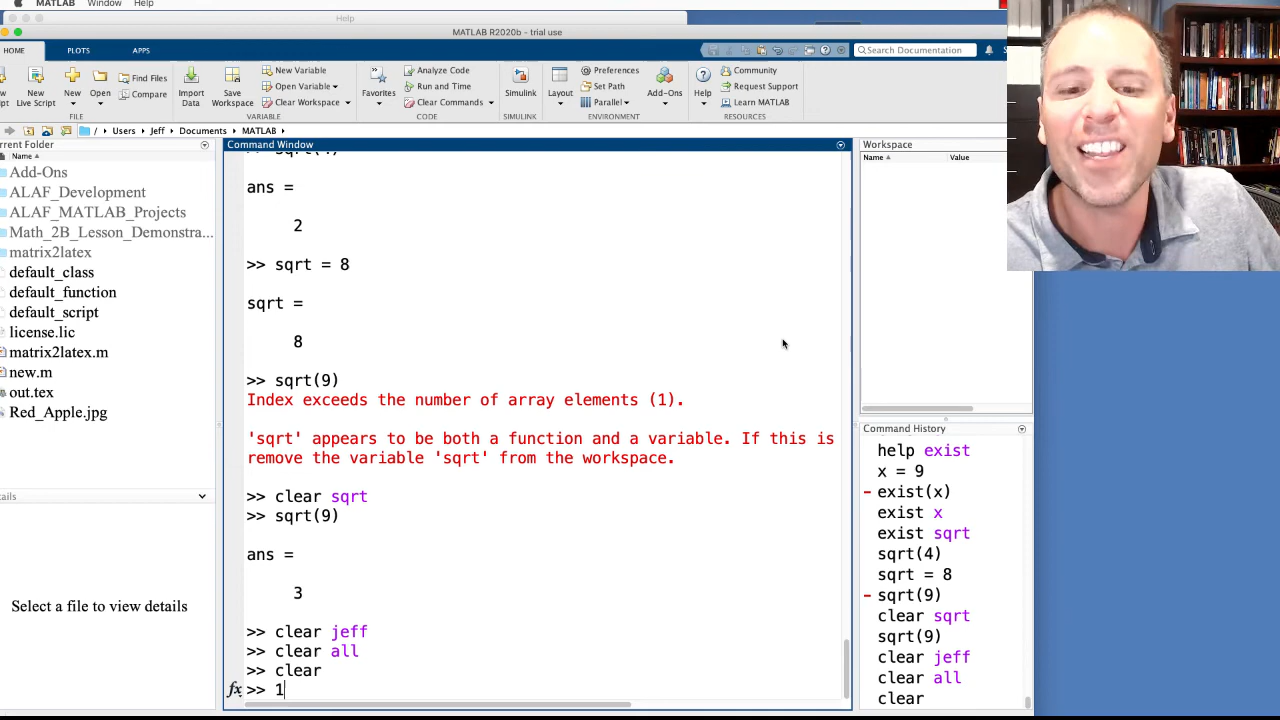 MATLAB Window Help
Help
MATLAB R2020b - trial use
HOME PLOTS APPS
Search Documentation
New
Live Script
New
Open
Find Files
Compare
Import
Data
Save
Workspace
New Variable
Open Variable
Clear Workspace
Favorites
Analyze Code
Run and Time
Clear Commands
Simulink
Layout
Preferences
Set Path
Parallel
Add-Ons
Help
Community
Request Support
Learn MATLAB
FILE VARIABLE CODE SIMULINK ENVIRONMENT RESOURCES
/ Users Jeff Documents MATLAB
rrent Folder
Name
Add-Ons
ALAF_Development
ALAF_MATLAB_Projects
Math_2B_Lesson_Demonstra...
matrix2latex
default_class
default_function
default_script
license.lic
matrix2latex.m
new.m
out.tex
Red_Apple.jpg
etails
Select a file to view details
Command Window
ans =
2
>> sqrt = 8
sqrt =
8
>> sqrt(9)
Index exceeds the number of array elements (1).
'sqrt' appears to be both a function and a variable. If this is
remove the variable 'sqrt' from the workspace.
>> clear sqrt
>> sqrt(9)
ans =
3
>> clear jeff
>> clear all
>> clear
fx >> 1
Workspace
Name Value
Command History
help exist
x = 9
exist(x)
exist x
exist sqrt
sqrt(4)
sqrt = 8
sqrt(9)
clear sqrt
sqrt(9)
clear jeff
clear all
clear